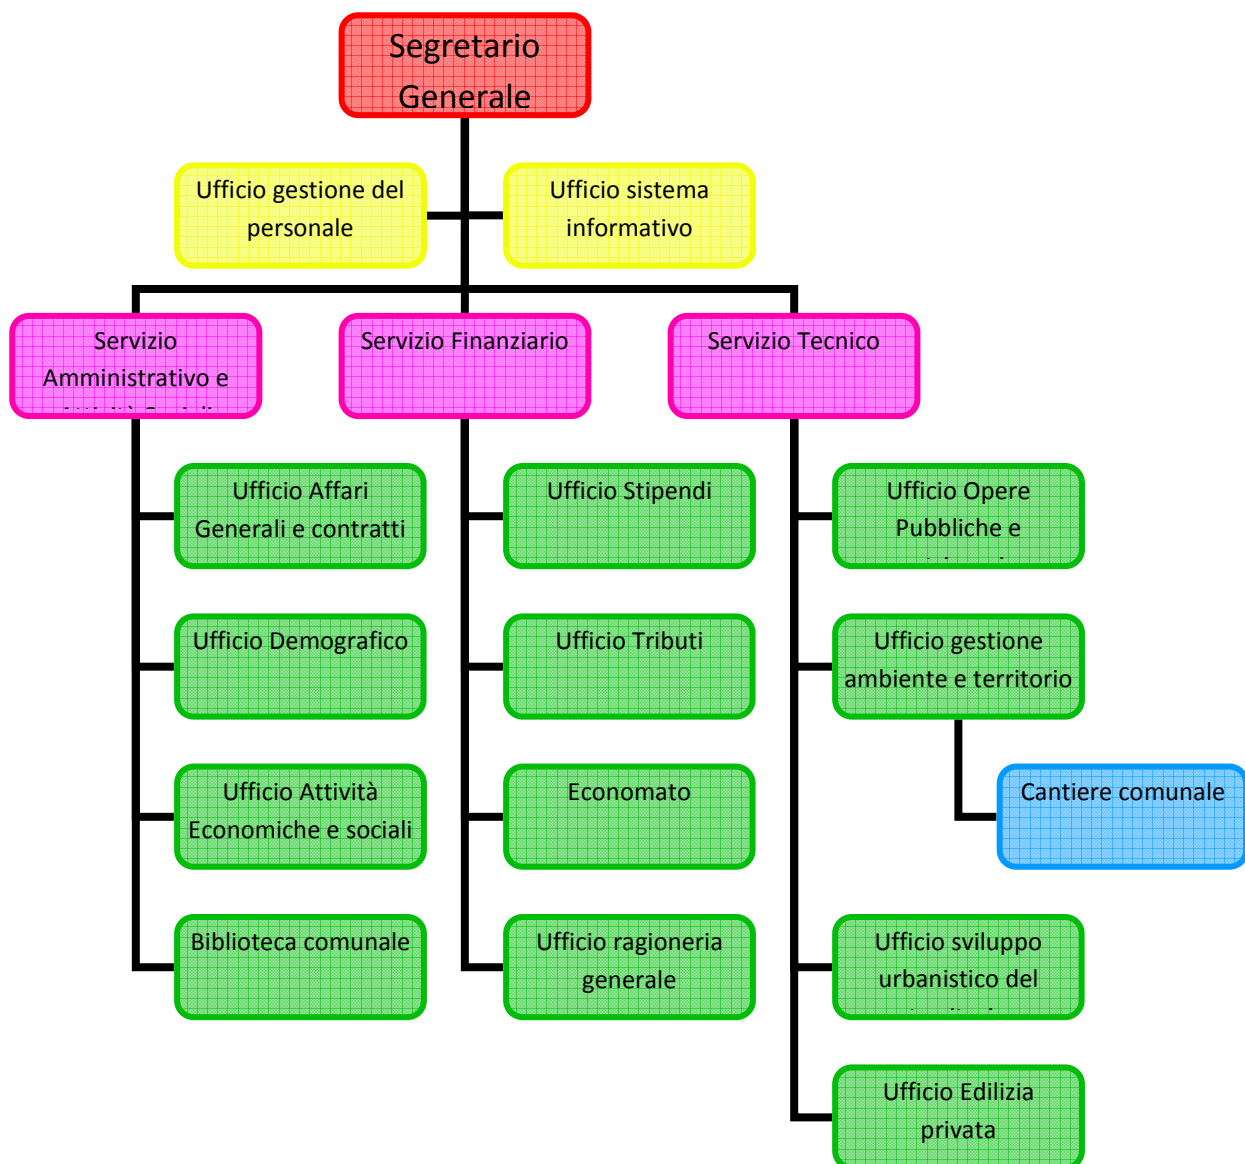 Segretario
Generale
Ufficio gestione del
personale
Ufficio sistema
informativo
Servizio
Amministrativo e
Servizio Finanziario
Servizio Tecnico
Ufficio Affari
Generali e contratti
Ufficio Stipendi
Ufficio Opere
Pubbliche e
Ufficio Demografico
Ufficio Tributi
Ufficio gestione
ambiente e territorio
Ufficio Attività
Economiche e sociali
Economato
Cantiere comunale
Biblioteca comunale
Ufficio ragioneria
generale
Ufficio sviluppo
urbanistico del
Ufficio Edilizia
privata